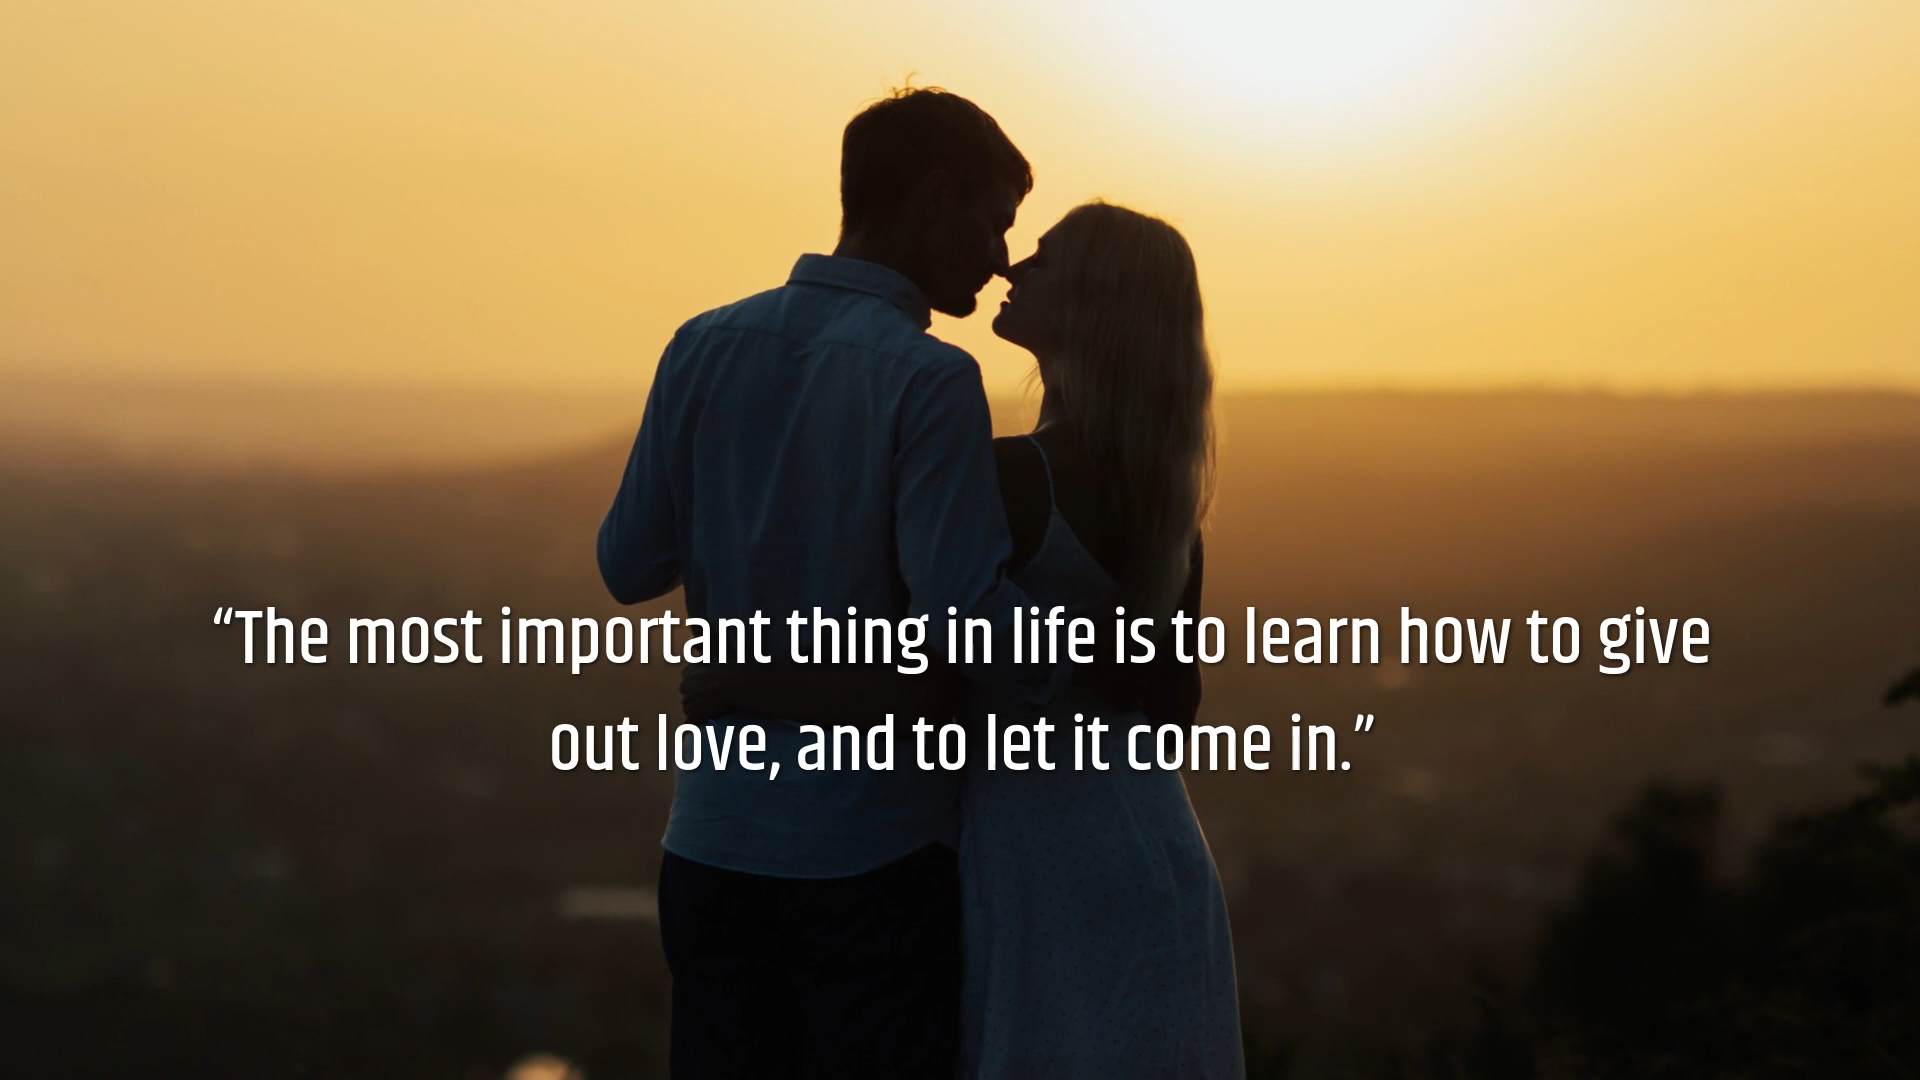 “The most important thing in life is to learn how to give
out love, and to let it come in.”